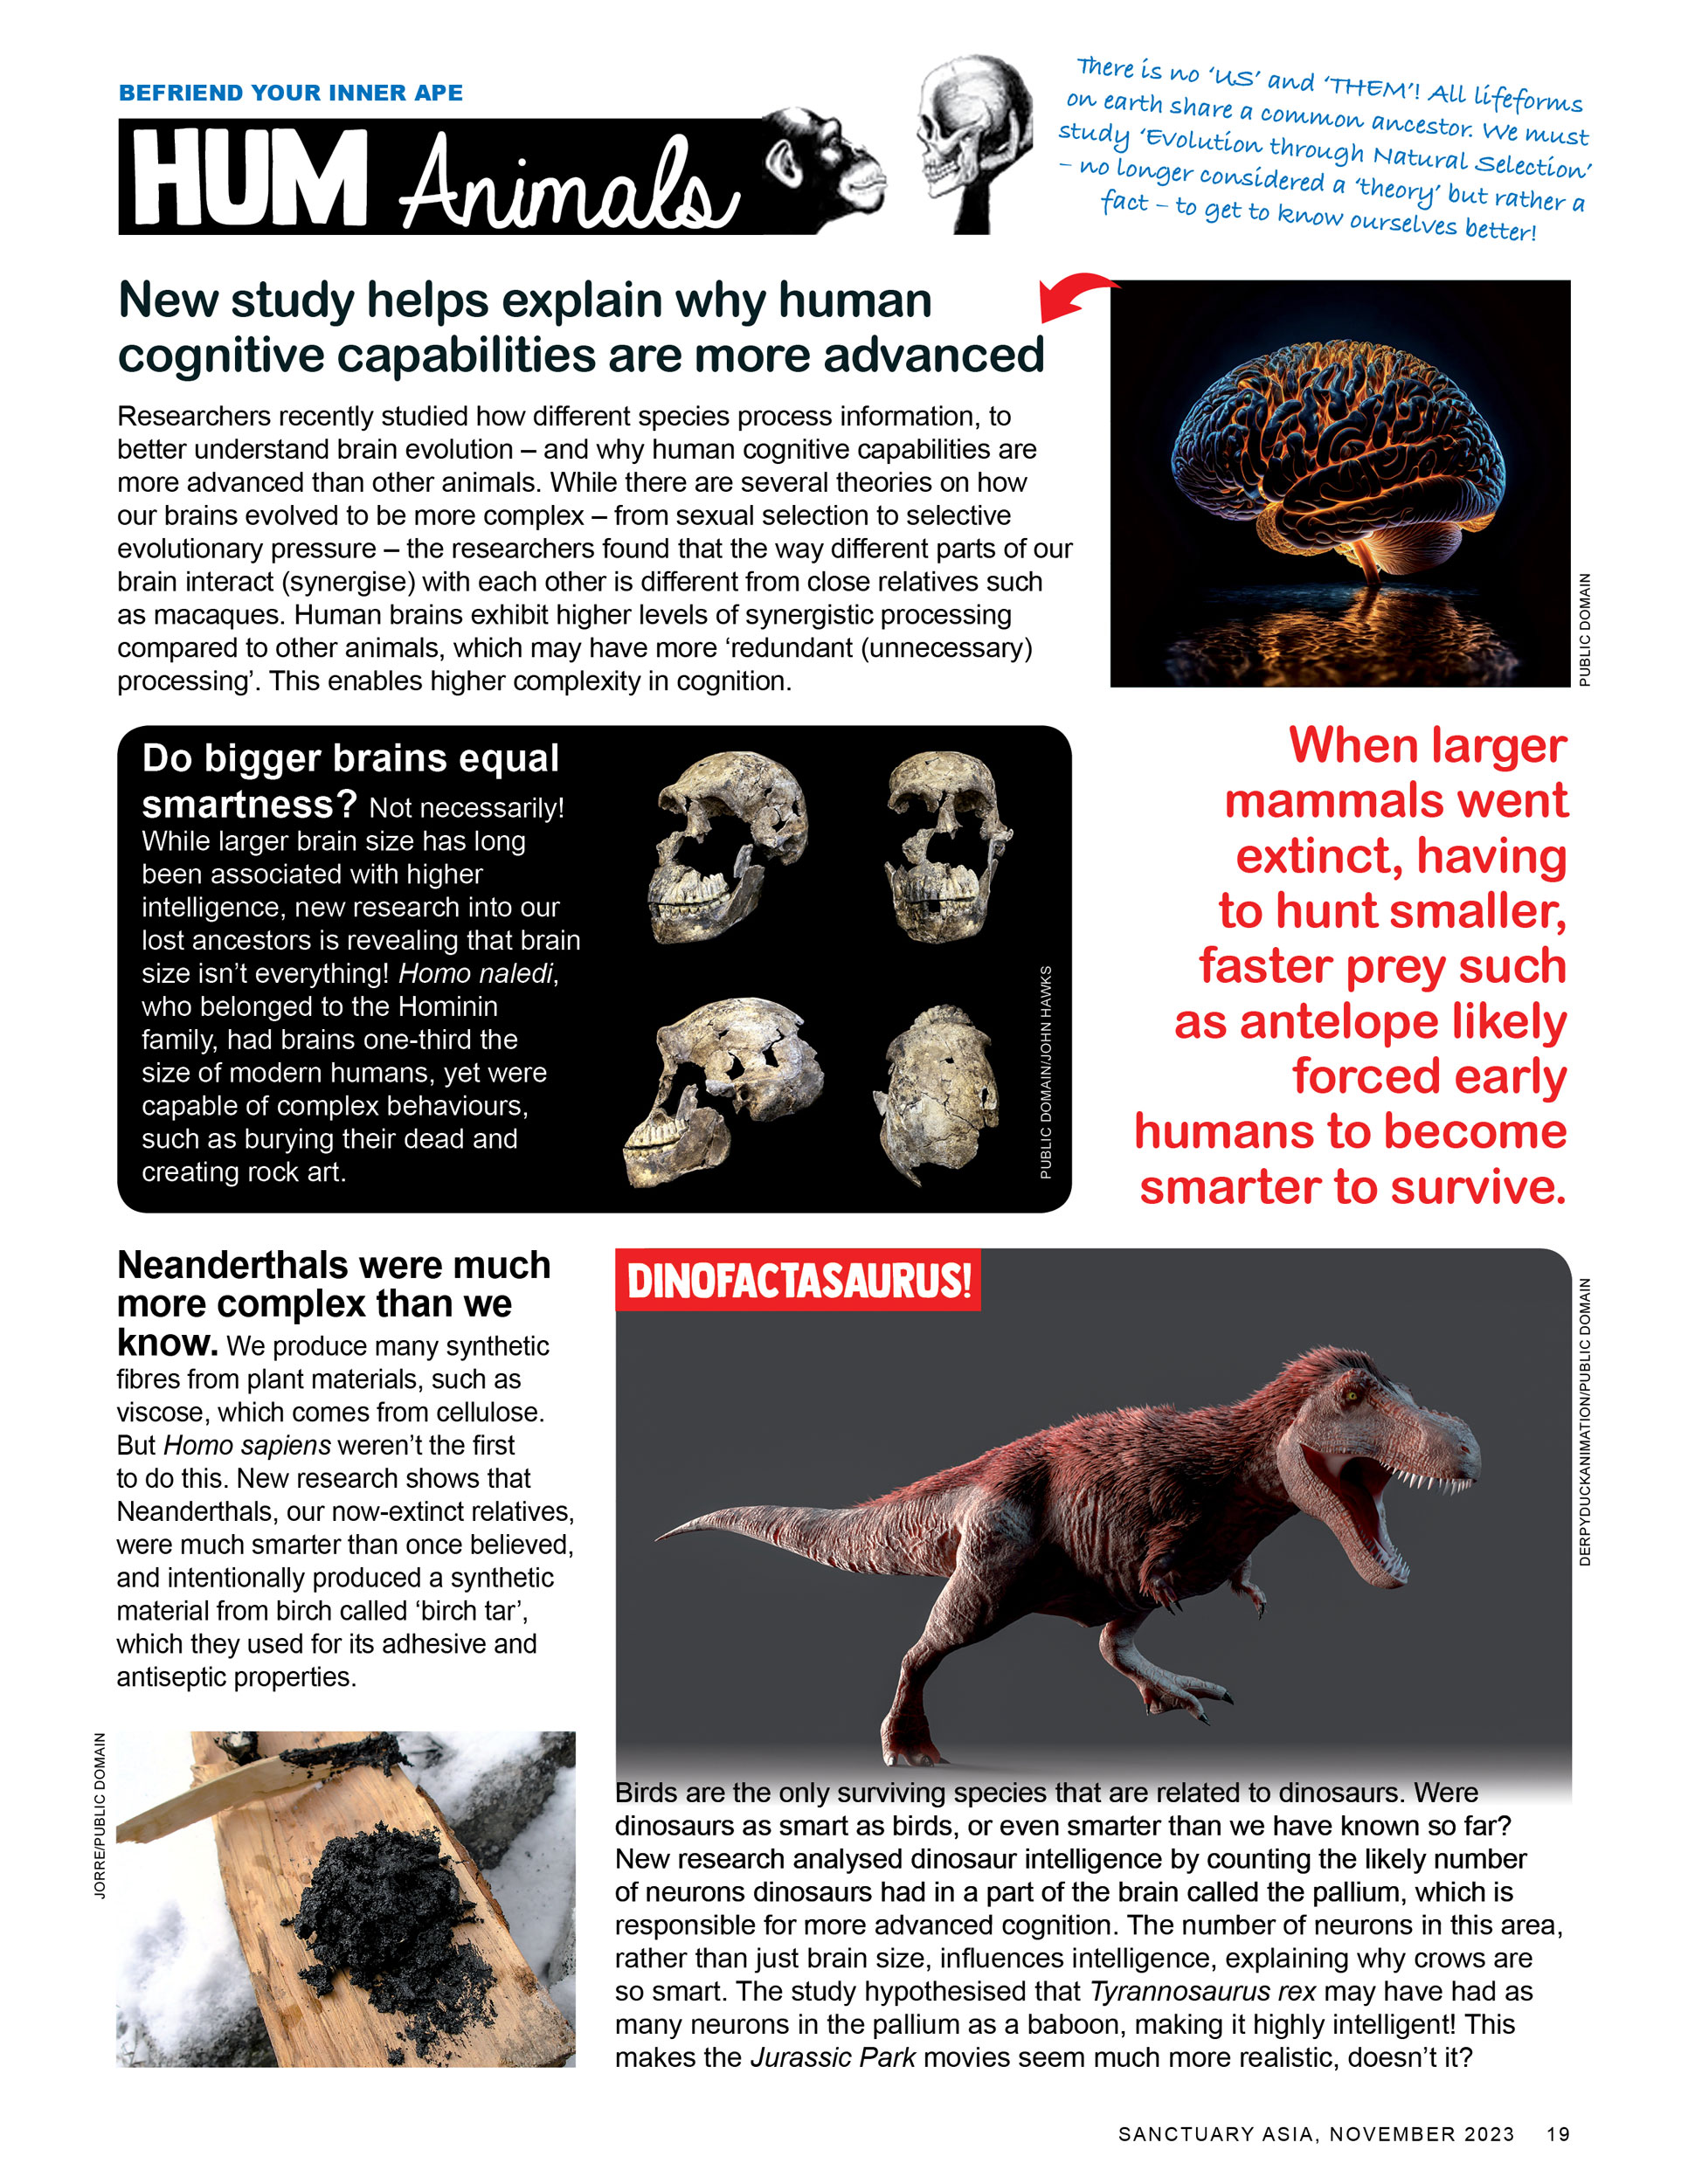 BEFRIEND YOUR INNER APE
HUM Animals
There is no ‘US’ and ‘THEM’! All lifeforms
on earth share a common ancestor. We must
study ‘Evolution through Natural Selection’
– no longer considered a ‘theory’ but rather a
fact – to get to know ourselves better!
New study helps explain why human
cognitive capabilities are more advanced
Researchers recently studied how different species process information, to
better understand brain evolution – and why human cognitive capabilities are
more advanced than other animals. While there are several theories on how
our brains evolved to be more complex – from sexual selection to selective
evolutionary pressure – the researchers found that the way different parts of our
brain interact (synergise) with each other is different from close relatives such
as macaques. Human brains exhibit higher levels of synergistic processing
compared to other animals, which may have more ‘redundant (unnecessary)
processing’. This enables higher complexity in cognition.
PUBLIC DOMAIN
Do bigger brains equal
smartness? Not necessarily!
While larger brain size has long
been associated with higher
intelligence, new research into our
lost ancestors is revealing that brain
size isn’t everything! Homo naledi,
who belonged to the Hominin
family, had brains one-third the
size of modern humans, yet were
capable of complex behaviours,
such as burying their dead and
creating rock art.
PUBLIC DOMAIN/JOHN HAWKS
When larger
mammals went
extinct, having
to hunt smaller,
faster prey such
as antelope likely
forced early
humans to become
smarter to survive.
Neanderthals were much
more complex than we
know. We produce many synthetic
fibres from plant materials, such as
viscose, which comes from cellulose.
But Homo sapiens weren’t the first
to do this. New research shows that
Neanderthals, our now-extinct relatives,
were much smarter than once believed,
and intentionally produced a synthetic
material from birch called ‘birch tar’,
which they used for its adhesive and
antiseptic properties.
JORRE/PUBLIC DOMAIN
DINOFACTASAURUS!
DERPYDUCKANIMATION/PUBLIC DOMAIN
Birds are the only surviving species that are related to dinosaurs. Were
dinosaurs as smart as birds, or even smarter than we have known so far?
New research analysed dinosaur intelligence by counting the likely number
of neurons dinosaurs had in a part of the brain called the pallium, which is
responsible for more advanced cognition. The number of neurons in this area,
rather than just brain size, influences intelligence, explaining why crows are
so smart. The study hypothesised that Tyrannosaurus rex may have had as
many neurons in the pallium as a baboon, making it highly intelligent! This
makes the Jurassic Park movies seem much more realistic, doesn’t it?
SANCTUARY ASIA, NOVEMBER 2023 19